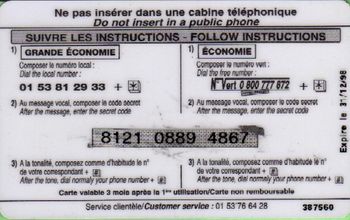 Ne pas insérer dans une cabine téléphonique
Do not insert in a public phone
SUIVRE LES INSTRUCTIONS - FOLLOW INSTRUCTIONS
1) GRANDE ÉCONOMIE
Composer le numéro local :
Dial the local number :
01 53 81 29 33 + *
2) Au message vocal, composer le code secret
After the message, enter the secret code
1) ÉCONOMIE
Composer le numéro vert :
Dial the free number :
N° Vert 0 800 777 872 + *
2) Au message vocal, composer le code secret
After the message, enter the secret code
8121 0889 4867
3) A la tonalité, composez comme d'habitude le n°
de votre correspondant +
After the tone, dial normaly your phone number +
3) A la tonalité, composez comme d'habitude le n°
de votre correspondant +
After the tone, dial normaly your phone number +
Carte valable 3 mois après la 1ère utilisation/Carte non remboursable
Service clientèle/Customer service : 01 53 76 64 28
387560
Expire le 31/12/98